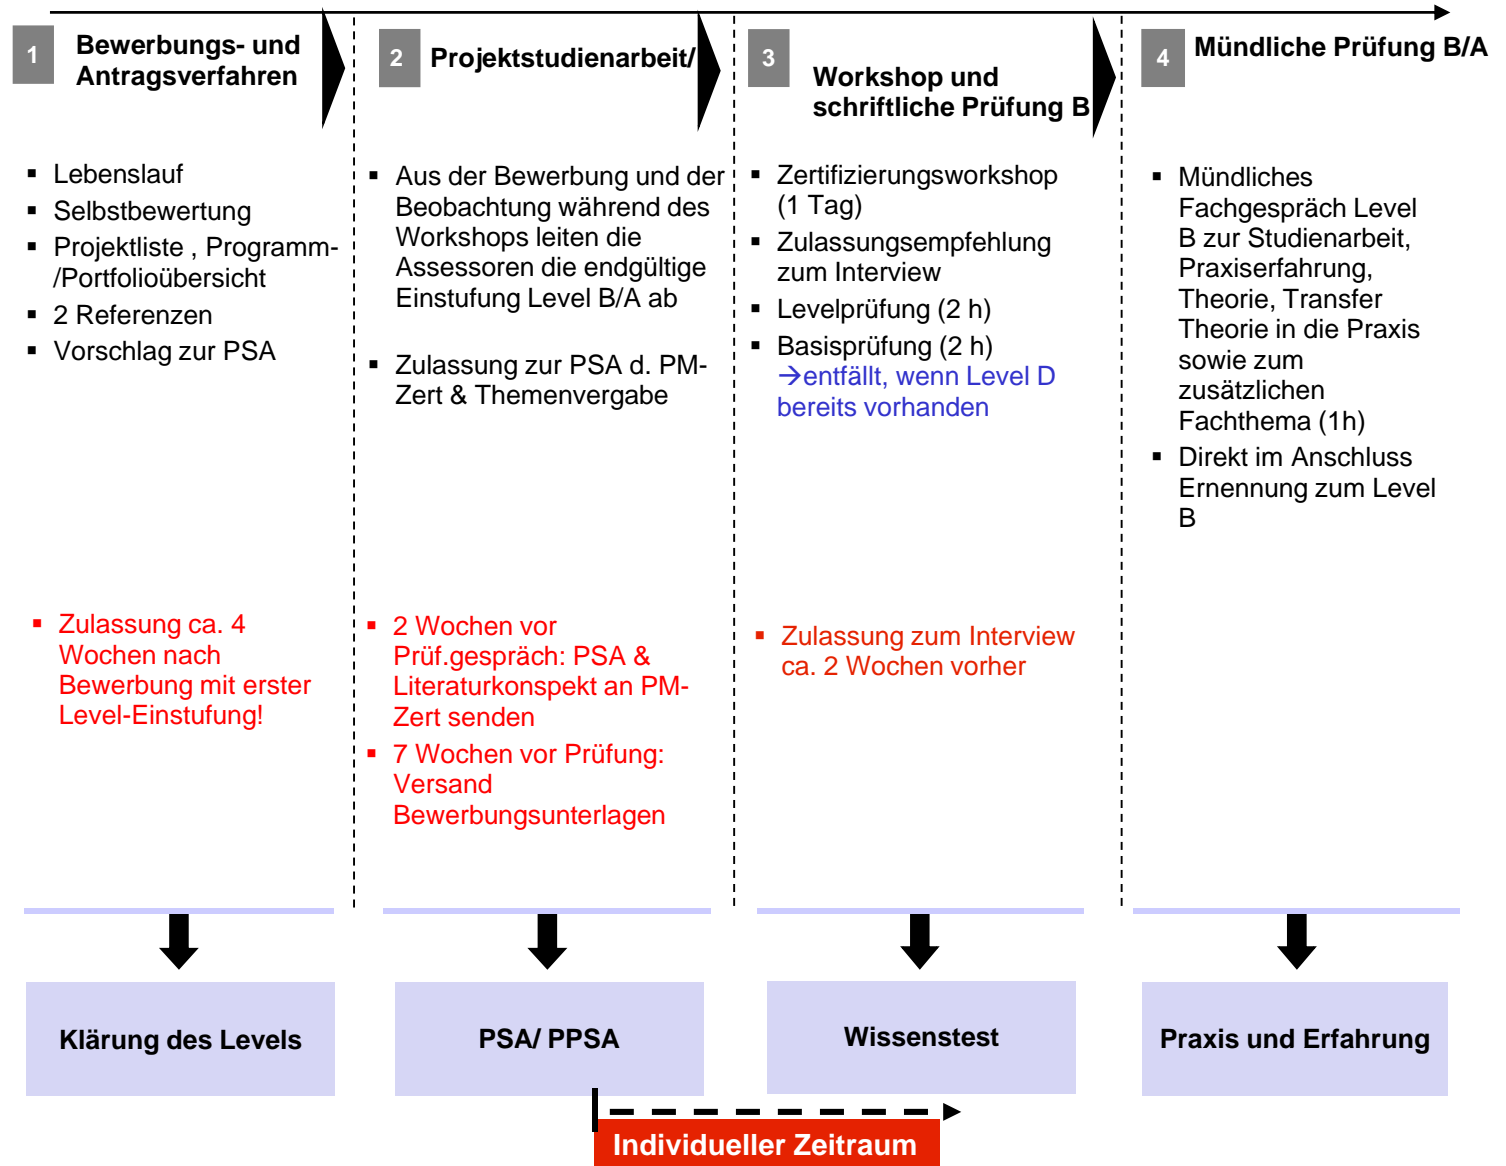 1
Bewerbungs- und
Antragsverfahren
▪ Lebenslauf
▪ Selbstbewertung
▪ Projektliste , Programm-
/Portfolioübersicht
▪ 2 Referenzen
▪ Vorschlag zur PSA
▪ Zulassung ca. 4
Wochen nach
Bewerbung mit erster
Level-Einstufung!
Klärung des Levels
2
Projektstudienarbeit/
▪ Aus der Bewerbung und der
Beobachtung während des
Workshops leiten die
Assessoren die endgültige
Einstufung Level B/A ab
▪ Zulassung zur PSA d. PM-
Zert & Themenvergabe
▪ 2 Wochen vor
Prüf.gespräch: PSA &
Literaturkonspekt an PM-
Zert senden
▪ 7 Wochen vor Prüfung:
Versand
Bewerbungsunterlagen
PSA/ PPSA
3
Workshop und
schriftliche Prüfung B
▪ Zertifizierungsworkshop
(1 Tag)
▪ Zulassungsempfehlung
zum Interview
▪ Levelprüfung (2 h)
▪ Basisprüfung (2 h)
→entfällt, wenn Level D
bereits vorhanden
▪ Zulassung zum Interview
ca. 2 Wochen vorher
Wissenstest
4
Mündliche Prüfung B/A
▪ Mündliches
Fachgespräch Level
B zur Studienarbeit,
Praxiserfahrung,
Theorie, Transfer
Theorie in die Praxis
sowie zum
zusätzlichen
Fachthema (1h)
▪ Direkt im Anschluss
Ernennung zum Level
B
Praxis und Erfahrung
Individueller Zeitraum